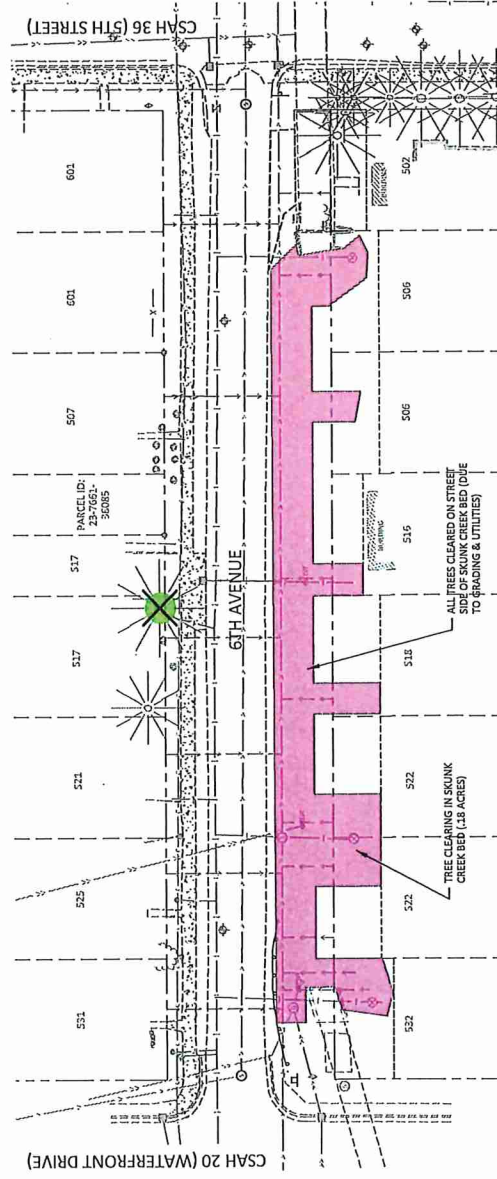 CSAH 36 (5TH STREET)
601
601
507
PARCEL ID:
23-7661-
36085
517
517
521
525
531
6TH AVENUE
CSAH 20 (WATERFRONT DRIVE)
502
506
506
516
518
522
522
532
ALL TREES CLEARED ON STREET
SIDE OF SKUNK CREEK BED (DUE
TO GRADING & UTILITIES)
TREE CLEARING IN SKUNK
CREEK BED (.18 ACRES)